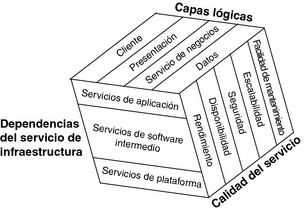 Capas lógicas
Cliente
Presentación
Servicio de negocios
Datos
Dependencias
del servicio de
infraestructura
Servicios de aplicación
Servicios de software
intermedio
Servicios de plataforma
Rendimiento
Disponibilidad
Seguridad
Escalabilidad
Facilidad de mantenimiento
Calidad del servicio